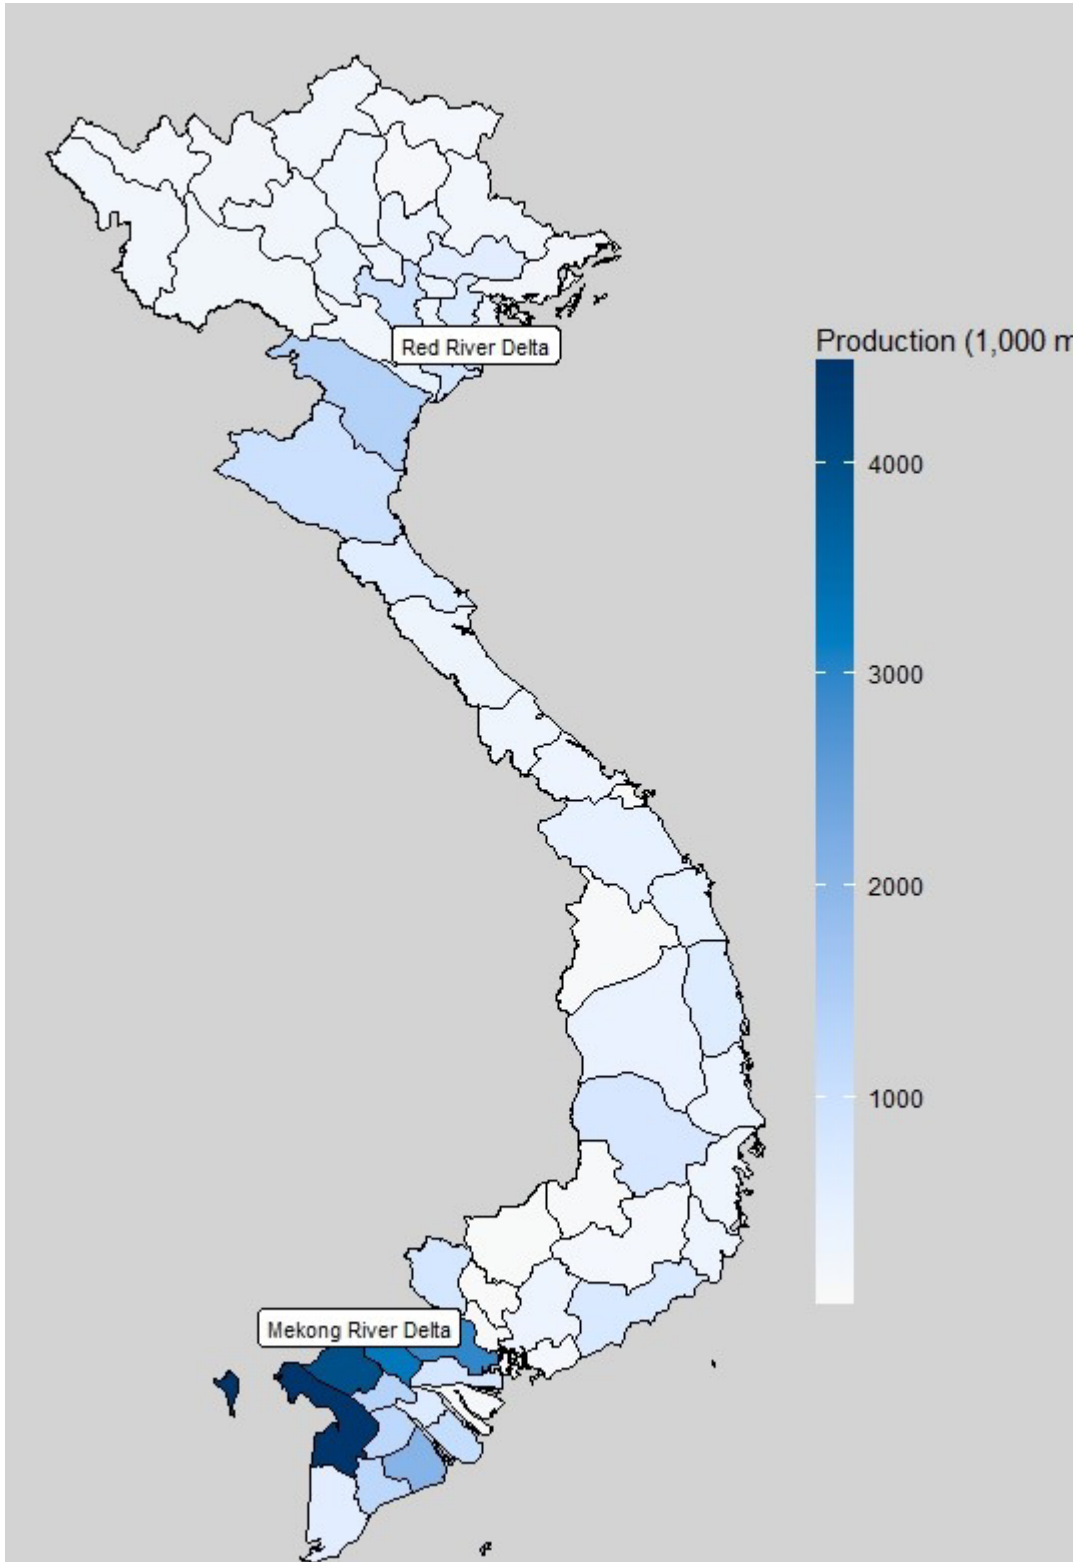 Red River Delta
Production (1,000 m
4000
3000
2000
1000
Mekong River Delta